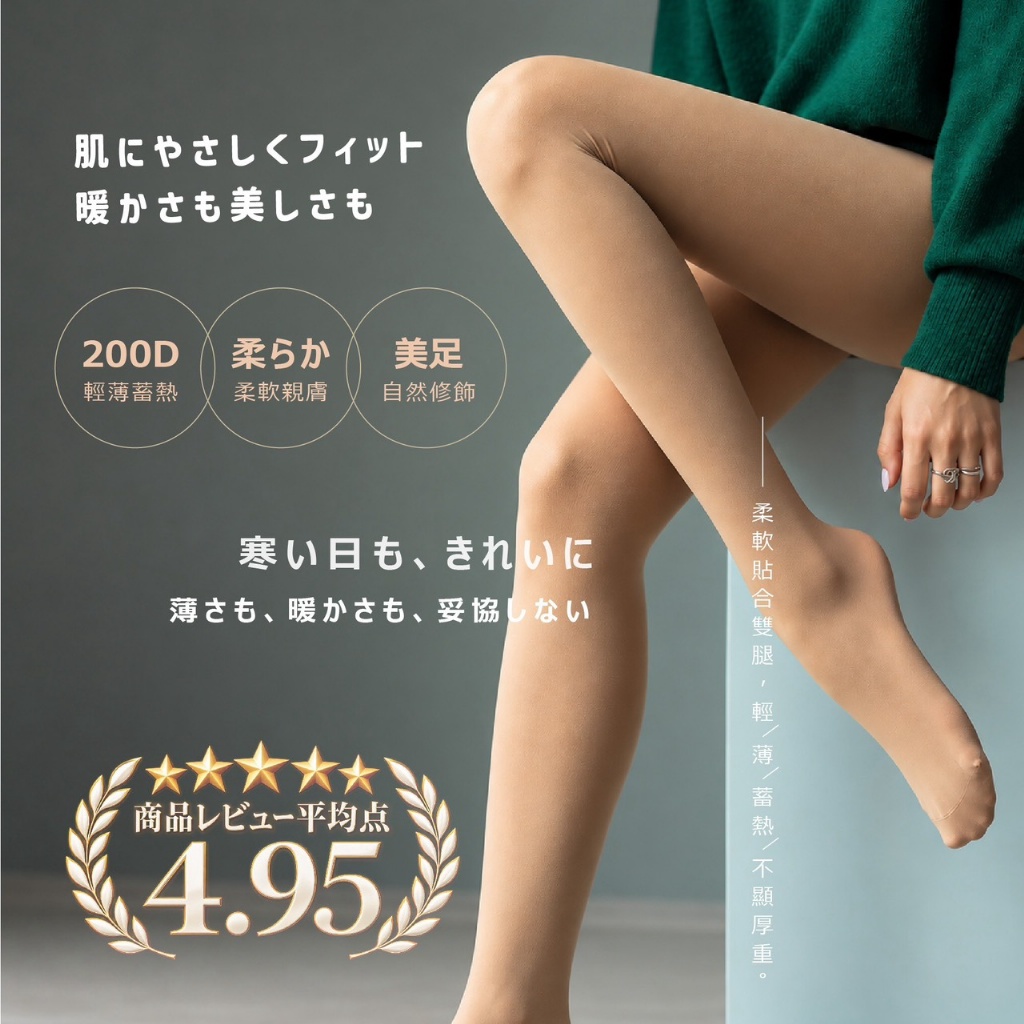 肌にやさしくフィット
暖かさも美しさも
200D
輕薄蓄熱
柔らか
柔軟親膚
美足
自然修飾
寒い日も、きれいに
薄さも、暖かさも、妥協しない
柔軟貼合雙腿，輕/薄/蓄熱/不顯厚重。
商品レビュー平均点
4.95